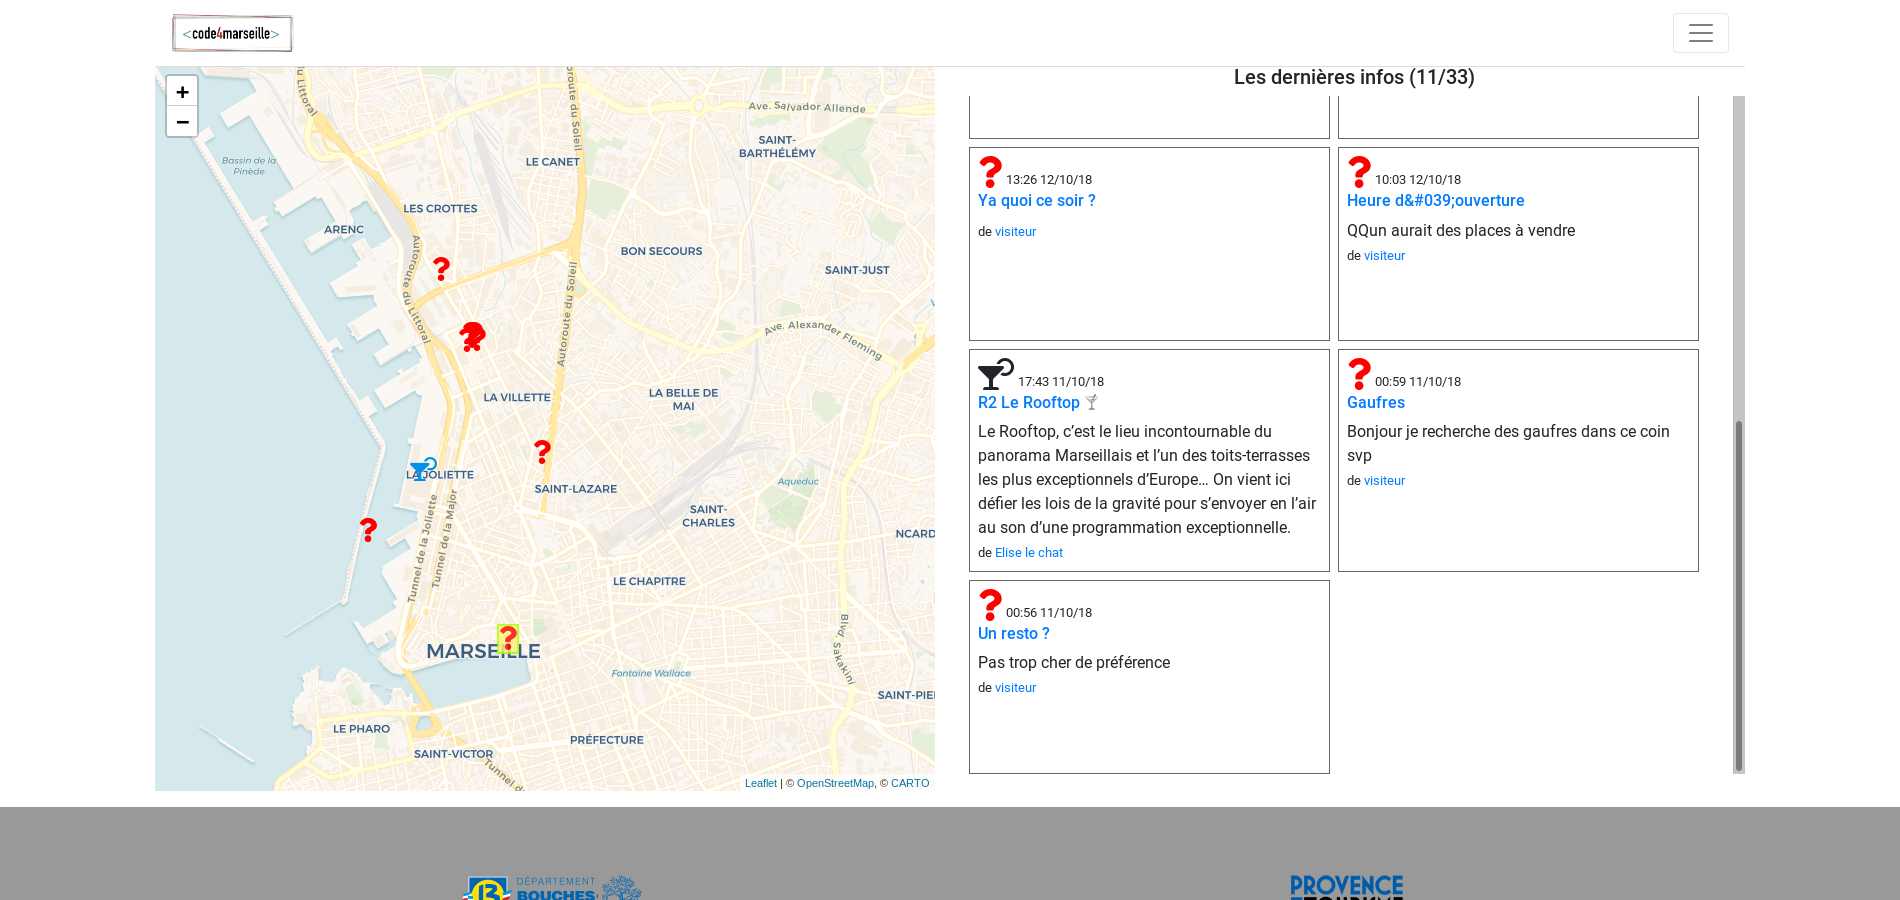 <code4marseille>
Les dernières infos (11/33)
+
−
du Littoral
Autoroute du Soleil
Ave. Salvador Allende
SAINT-
BARTHÉLÉMY
Bassin de la
Pinède
LE CANET
LES CROTTES
ARENC
BON SECOURS
SAINT-JUST
Autoroute du Littoral
Autoroute du Soleil
Ave. Alexander Fleming
LA VILLETTE
LA BELLE DE
MAI
LA JOLIETTE
SAINT-LAZARE
Aqueduc
SAINT-
CHARLES
NCARD
Tunnel de la Joliette
Tunnel de la Major
LE CHAPITRE
MARSEILLE
Blvd. Sakakini
Fontaine Wallace
SAINT-PIE
LE PHARO
PRÉFECTURE
SAINT-VICTOR
Tunnel d
Leaflet | © OpenStreetMap, © CARTO
13:26 12/10/18
Ya quoi ce soir ?
de visiteur
10:03 12/10/18
Heure d&#039;ouverture
QQun aurait des places à vendre
de visiteur
17:43 11/10/18
R2 Le Rooftop 🍸
Le Rooftop, c’est le lieu incontournable du
panorama Marseillais et l’un des toits-terrasses
les plus exceptionnels d’Europe… On vient ici
défier les lois de la gravité pour s’envoyer en l’air
au son d’une programmation exceptionnelle.
de Elise le chat
00:59 11/10/18
Gaufres
Bonjour je recherche des gaufres dans ce coin
svp
de visiteur
00:56 11/10/18
Un resto ?
Pas trop cher de préférence
de visiteur
13
DÉPARTEMENT
BOUCHES
PROVENCE
TOURISME